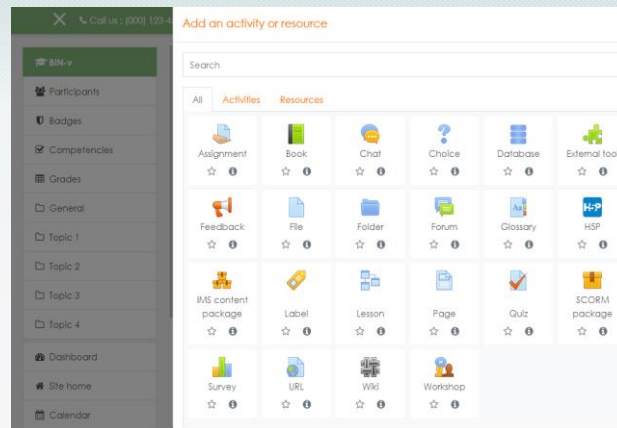 Call us : (000) 123-4
Add an activity or resource
BIN-v
Participants
Badges
Competencies
Grades
General
Topic 1
Topic 2
Topic 3
Topic 4
Dashboard
Site home
Calendar
Search
All Activities Resources
Assignment Book Chat Choice Database External tool
Feedback File Folder Forum Glossary H5P
IMS content
package Label Lesson Page Quiz SCORM
package
Survey URL Wiki Workshop